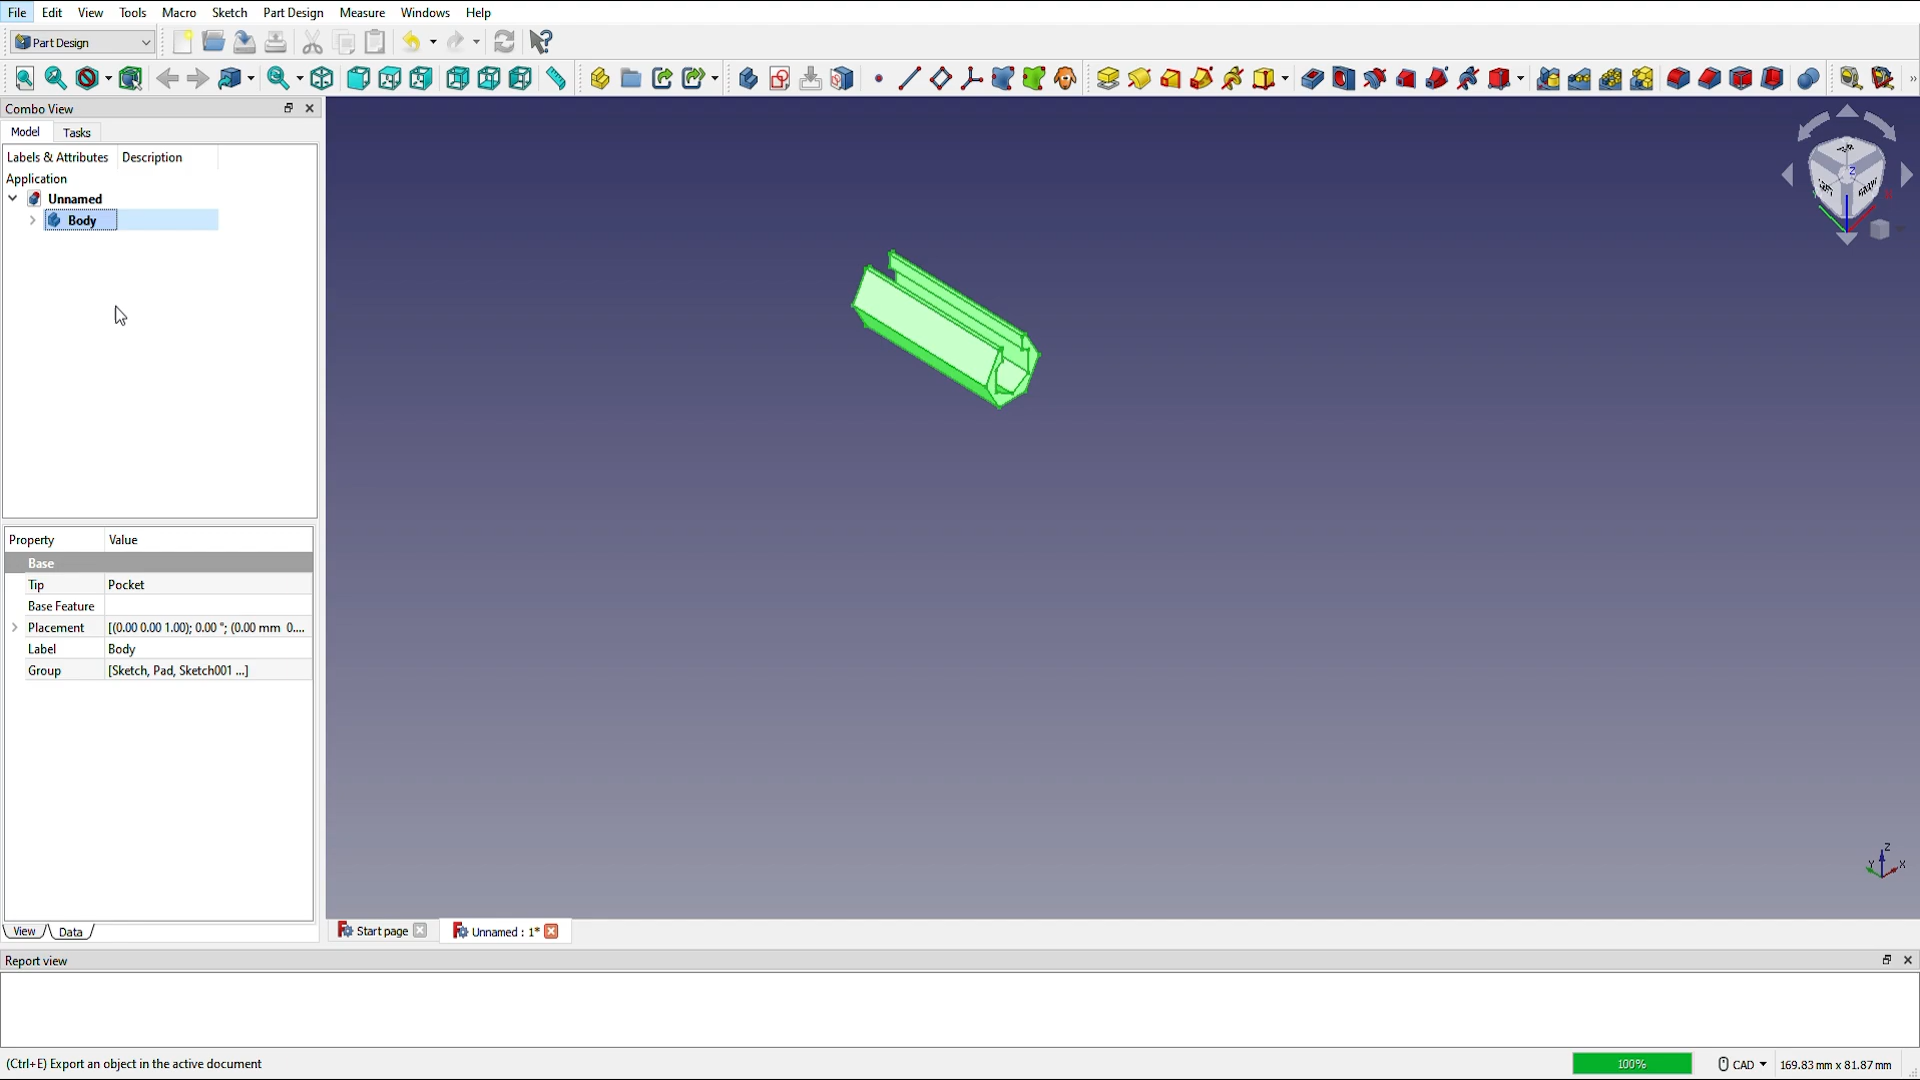 File Edit View Tools Macro Sketch Part Design Measure Windows Help
Part Design
Combo View
Model Tasks
Labels & Attributes Description
Application
Unnamed
Body
Property Value
Base
Tip Pocket
Base Feature
Placement [(0.00 0.00 1.00); 0.00 °; (0.00 mm 0....
Label Body
Group [Sketch, Pad, Sketch001 ...]
View Data
Z
Z
Y X
Start page Unnamed : 1*
Report view
(Ctrl+E) Export an object in the active document 100% CAD 169.83 mm x 81.87 mm